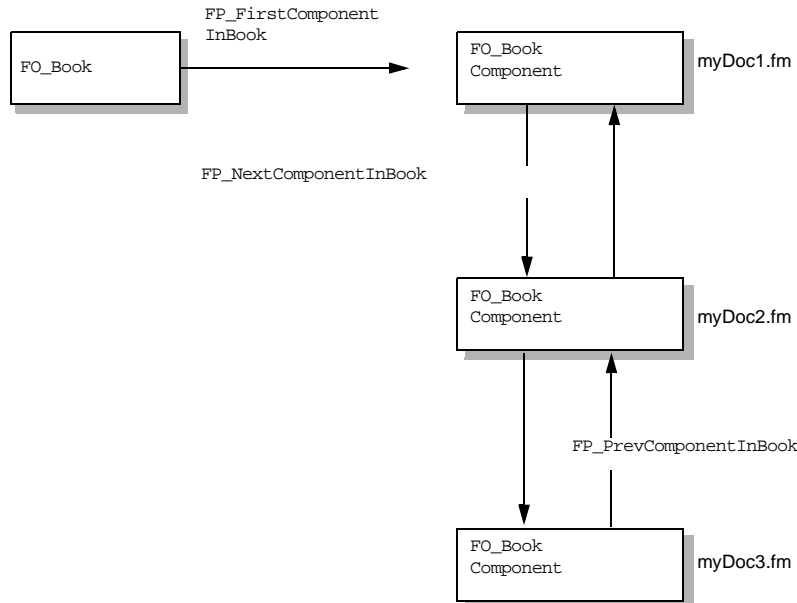 FP_FirstComponent
InBook
FO_Book
FO_Book
Component
myDoc1.fm
FP_NextComponentInBook
FO_Book
Component
myDoc2.fm
FP_PrevComponentInBook
FO_Book
Component
myDoc3.fm